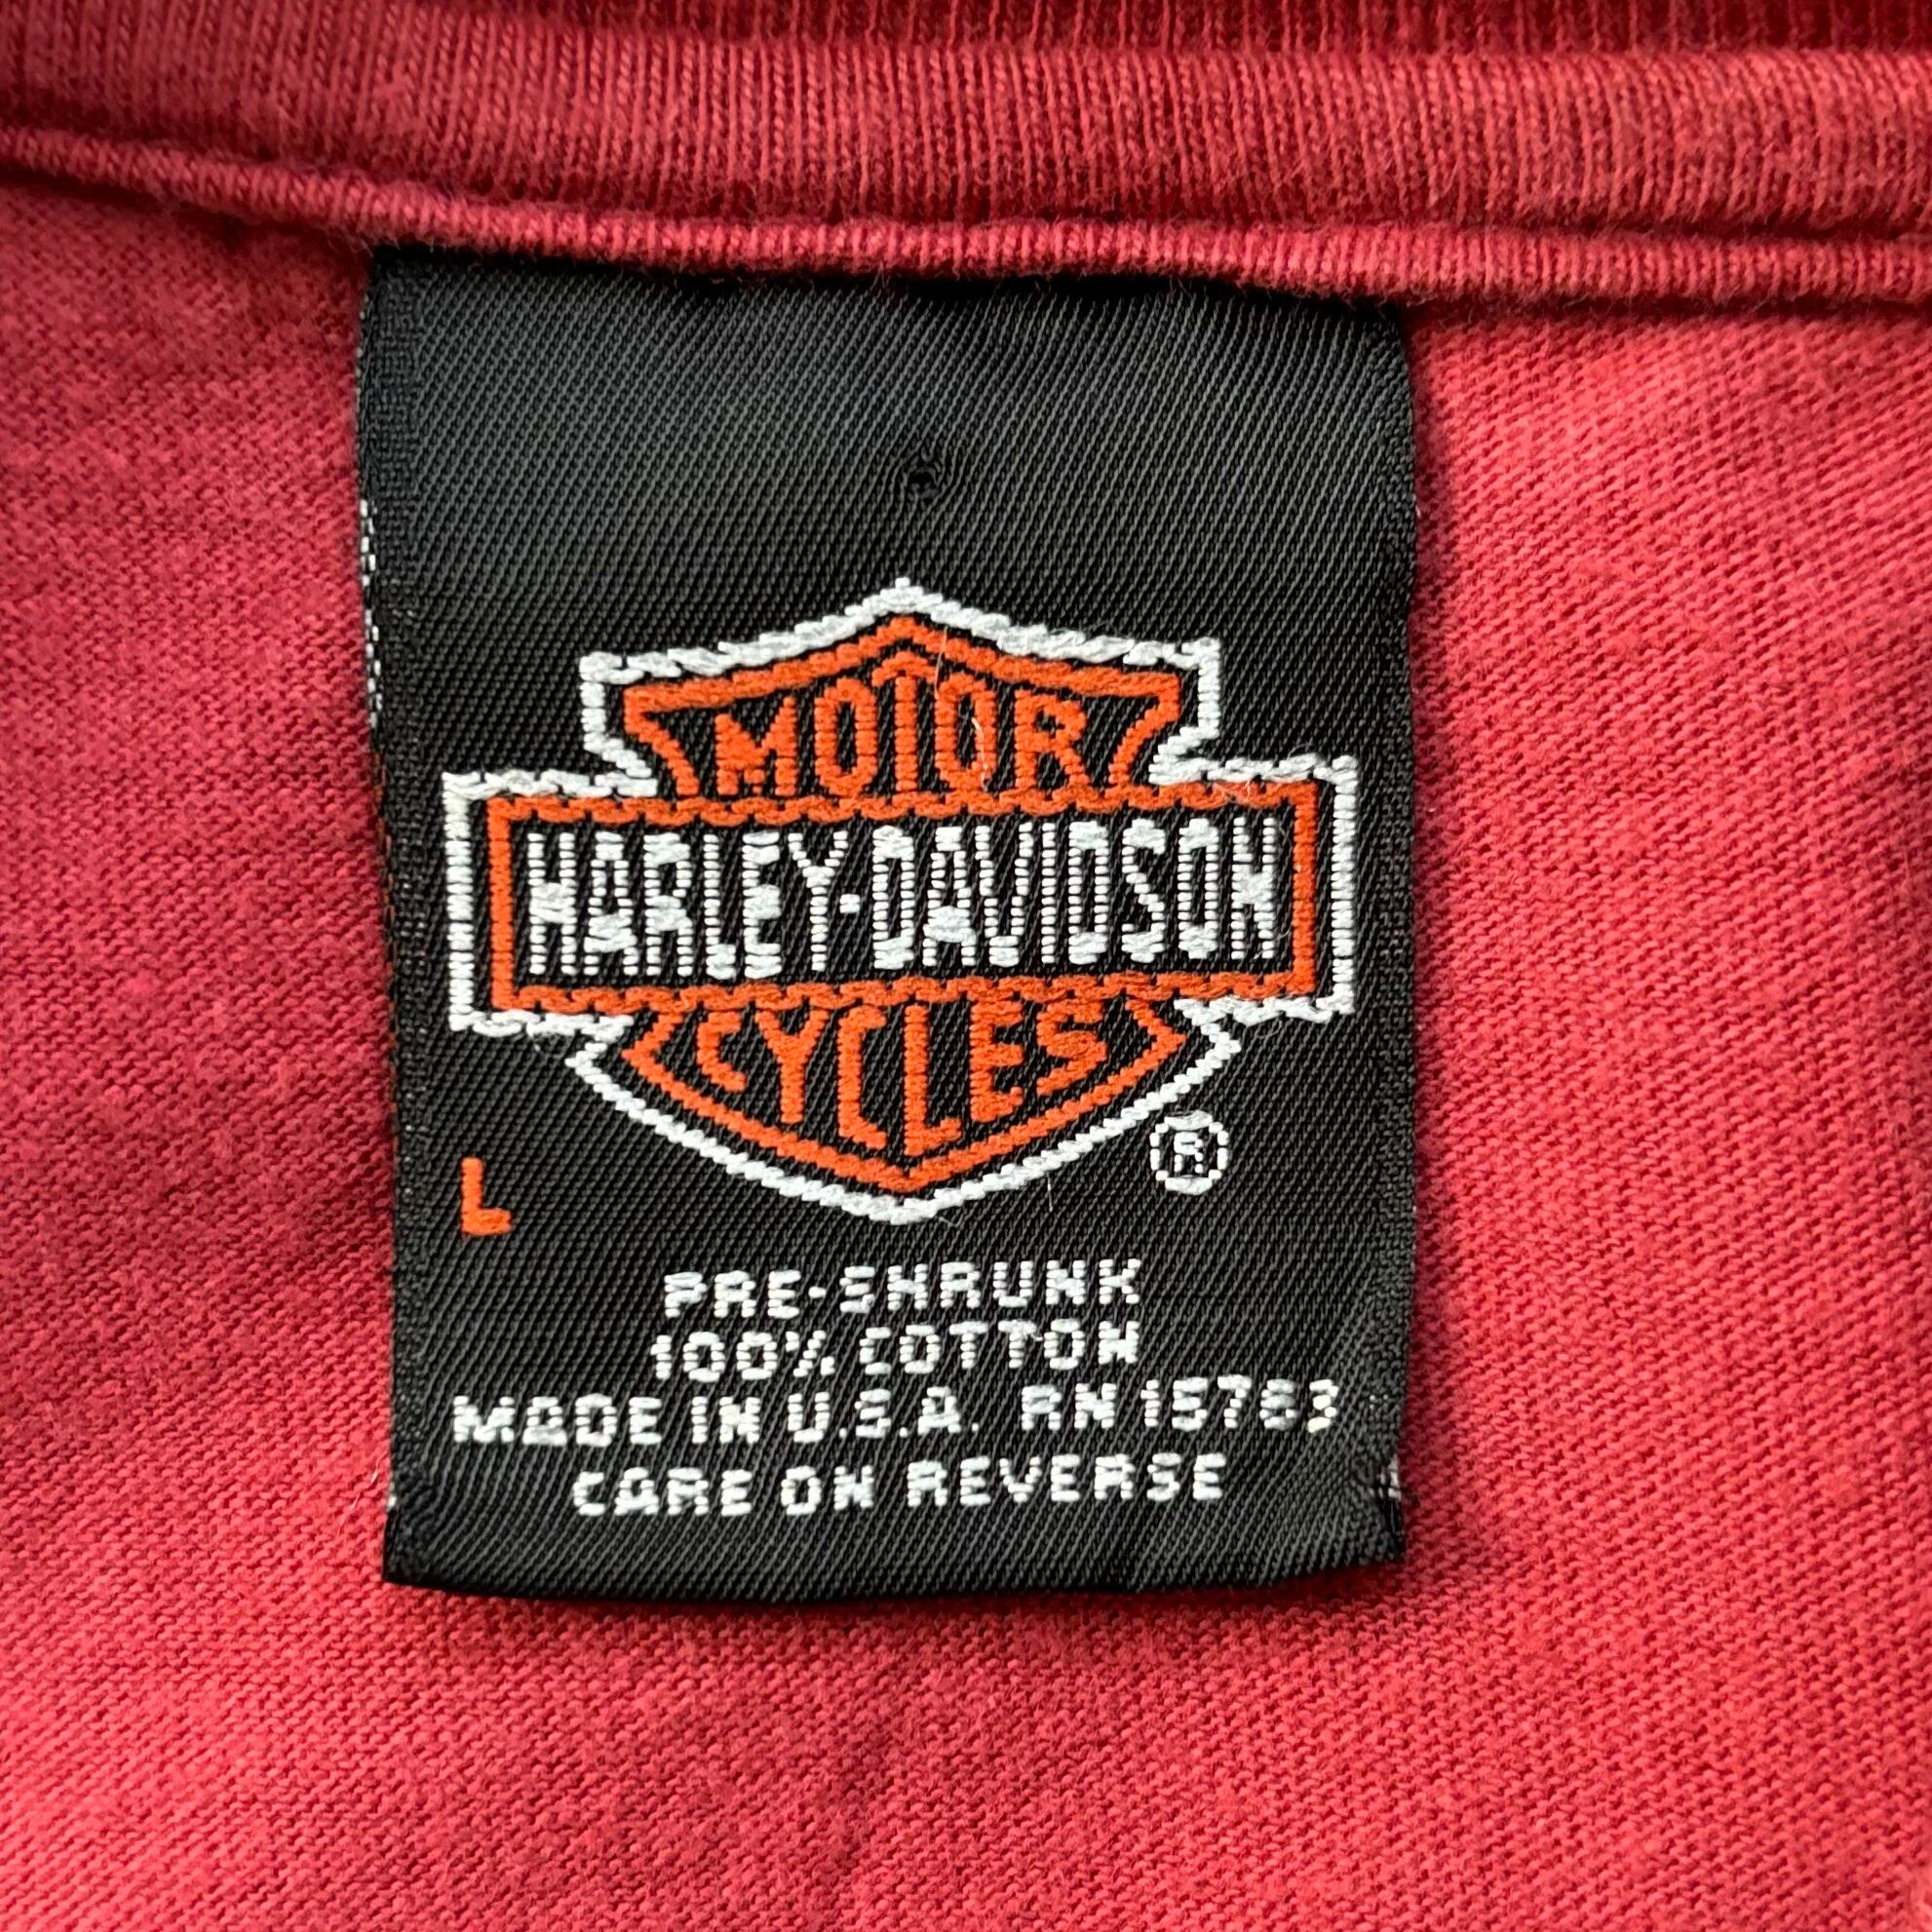 MOTOR
HARLEY-DAVIDSON
CYCLES
®
L
PRE-SHRUNK
100% COTTON
MADE IN U.S.A. RN 15763
CARE ON REVERSE